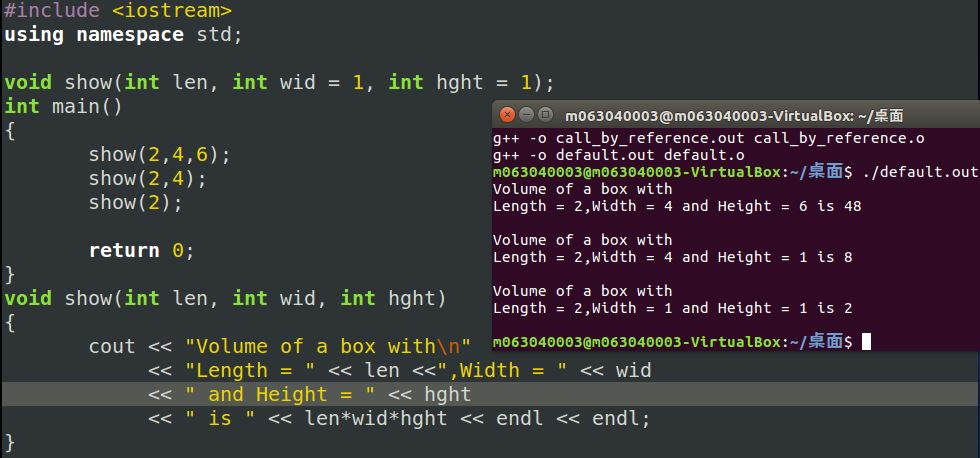 #include <iostream>
using namespace std;
void show(int len, int wid = 1, int hght = 1);
int main()
{
show(2,4,6);
show(2,4);
show(2);
return 0;
}
void show(int len, int wid, int hght)
{
cout << "Volume of a box with\n"
<< "Length = " << len <<",Width = " << wid
<< " and Height = " << hght
<< " is " << len*wid*hght << endl << endl;
}
m063040003@m063040003-VirtualBox: ~/桌面
g++ -o call_by_reference.out call_by_reference.o
g++ -o default.out default.o
m063040003@m063040003-VirtualBox:~/桌面$ ./default.out
Volume of a box with
Length = 2,Width = 4 and Height = 6 is 48
Volume of a box with
Length = 2,Width = 4 and Height = 1 is 8
Volume of a box with
Length = 2,Width = 1 and Height = 1 is 2
m063040003@m063040003-VirtualBox:~/桌面$